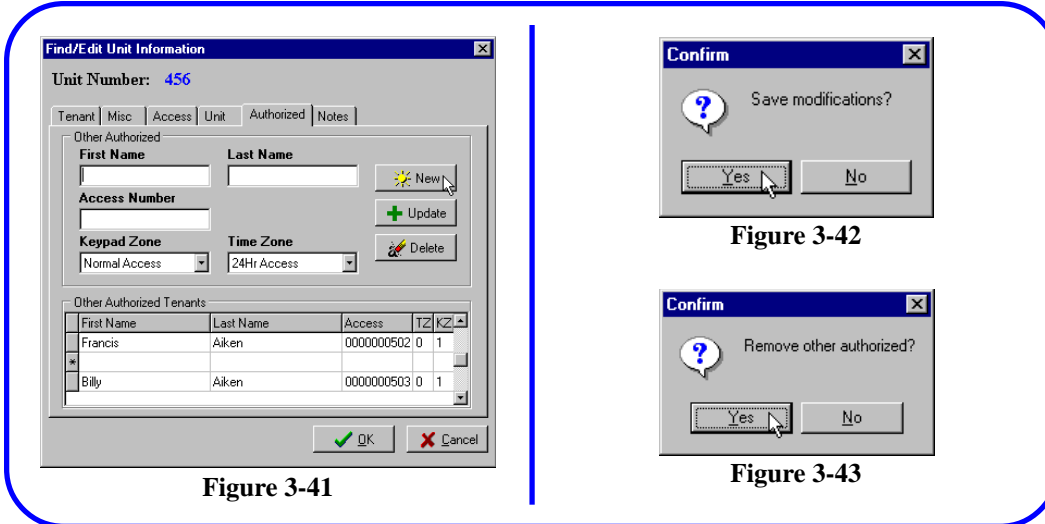 Find/Edit Unit Information
Unit Number: 456
Tenant Misc Access Unit Authorized Notes
Other Authorized
First Name Last Name
New
Access Number
Update
Keypad Zone Time Zone
Delete
Normal Access 24Hr Access
Other Authorized Tenants
First Name Last Name Access TZ KZ
Francis Aiken 0000000502 0 1
*
Billy Aiken 0000000503 0 1
OK Cancel
Figure 3-41
Confirm
Save modifications?
Yes No
Figure 3-42
Confirm
Remove other authorized?
Yes No
Figure 3-43